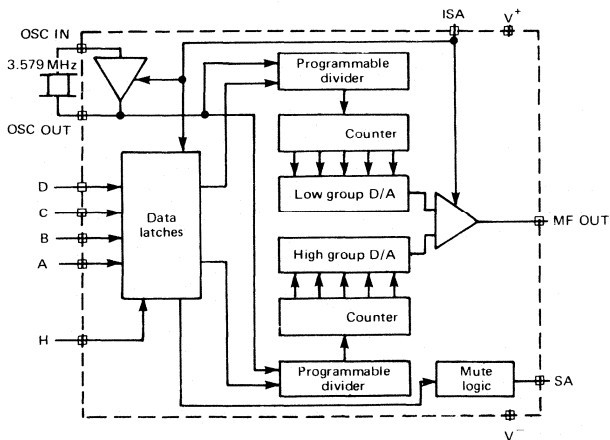 ISA
V+
OSC IN
3.579 MHz
OSC OUT
Programmable
divider
Counter
D
C
B
A
Data
latches
Low group D/A
MF OUT
High group D/A
Counter
H
Programmable
divider
Mute
logic
SA
V−